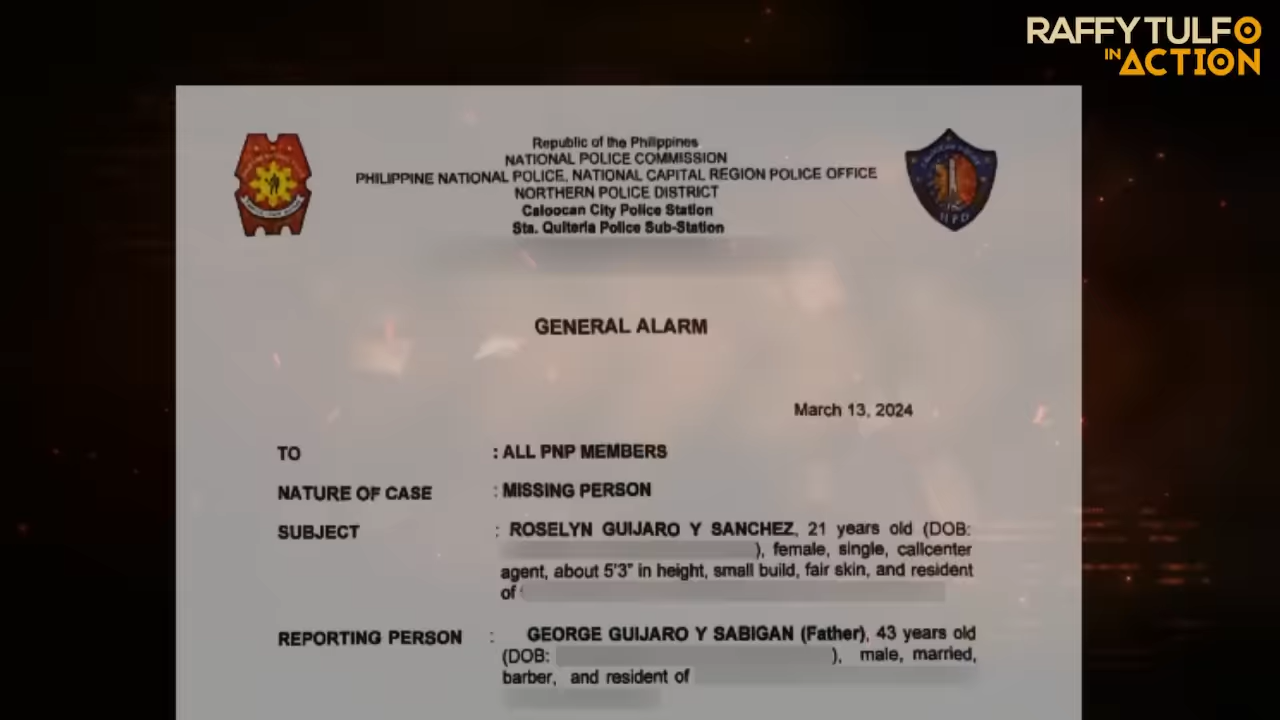 RAFFY TULFO
IN ACTION
Republic of the Philippines
NATIONAL POLICE COMMISSION
PHILIPPINE NATIONAL POLICE, NATIONAL CAPITAL REGION POLICE OFFICE
NORTHERN POLICE DISTRICT
Caloocan City Police Station
Sta. Quiteria Police Sub-Station
NPD
GENERAL ALARM
March 13, 2024
TO : ALL PNP MEMBERS
NATURE OF CASE : MISSING PERSON
SUBJECT : ROSELYN GUIJARO Y SANCHEZ, 21 years old (DOB:
), female, single, callcenter
agent, about 5'3" in height, small build, fair skin, and resident
of
REPORTING PERSON : GEORGE GUIJARO Y SABIGAN (Father), 43 years old
(DOB: ), male, married,
barber, and resident of